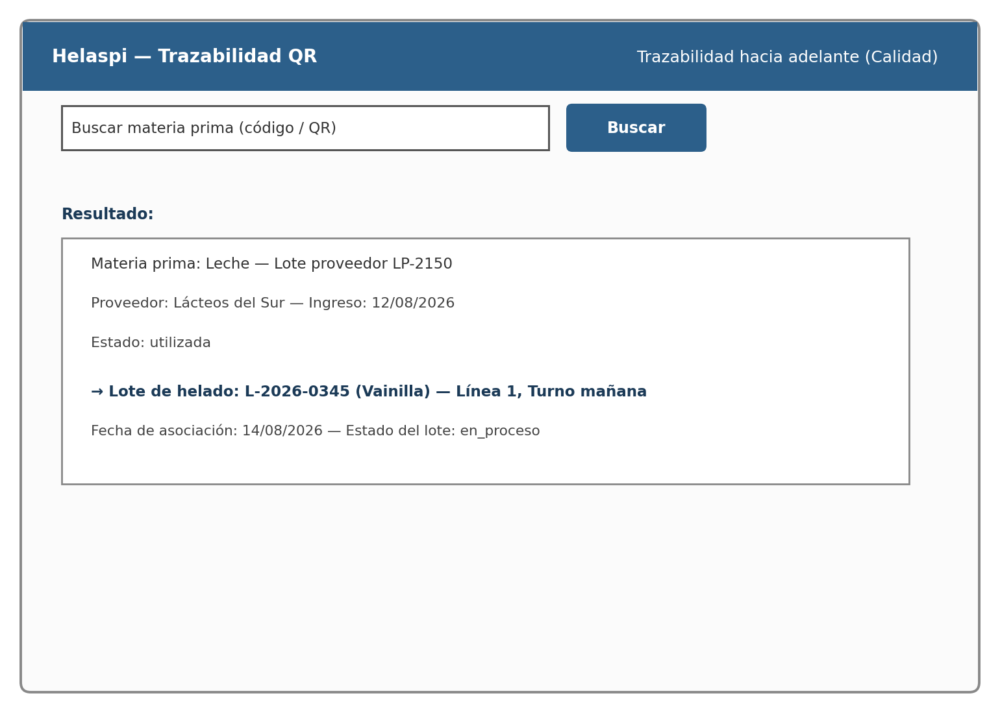 Helaspi — Trazabilidad QR
Trazabilidad hacia adelante (Calidad)
Buscar materia prima (código / QR)
Buscar
Resultado:
Materia prima: Leche — Lote proveedor LP-2150
Proveedor: Lácteos del Sur — Ingreso: 12/08/2026
Estado: utilizada
→ Lote de helado: L-2026-0345 (Vainilla) — Línea 1, Turno mañana
Fecha de asociación: 14/08/2026 — Estado del lote: en_proceso